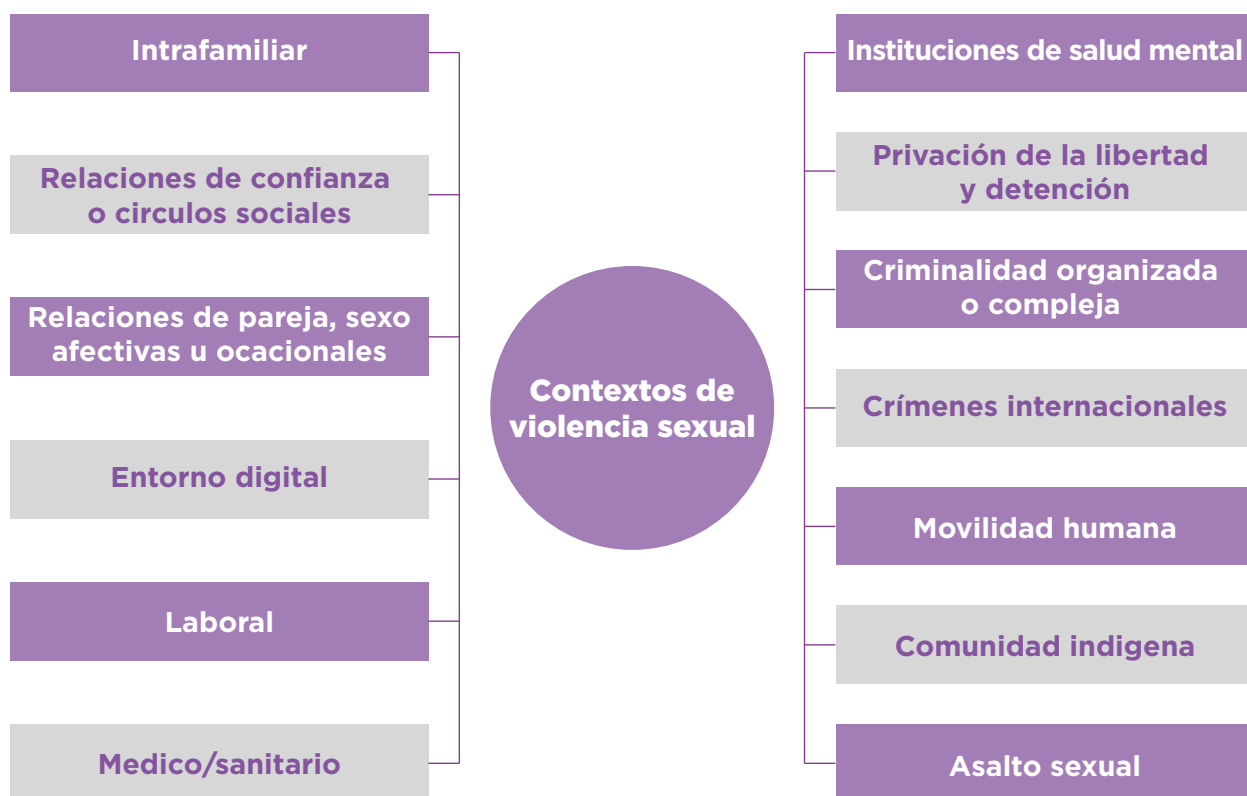 Intrafamiliar
Relaciones de confianza
o circulos sociales
Relaciones de pareja, sexo
afectivas u ocacionales
Entorno digital
Laboral
Medico/sanitario
Contextos de
violencia sexual
Instituciones de salud mental
Privación de la libertad
y detención
Criminalidad organizada
o compleja
Crímenes internacionales
Movilidad humana
Comunidad indigena
Asalto sexual